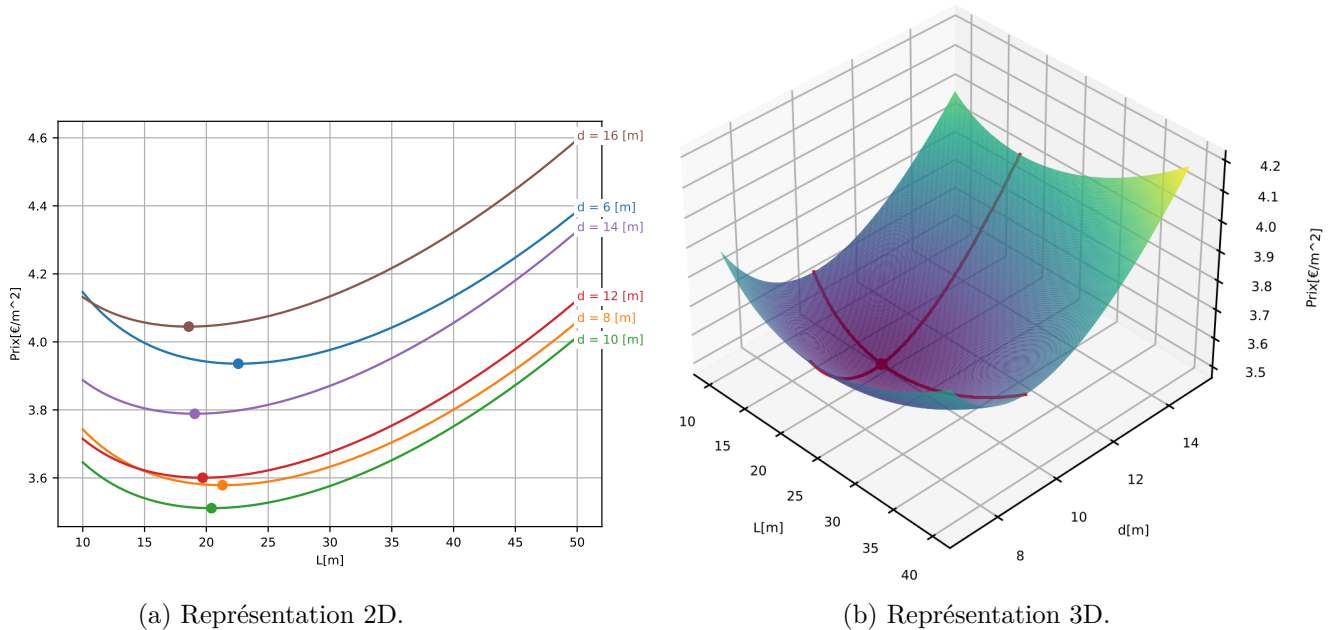 4.6
4.4
4.2
4.0
3.8
3.6
Prix[€/m^2]
d = 16 [m]
d = 6 [m]
d = 14 [m]
d = 12 [m]
d = 8 [m]
d = 10 [m]
10 15 20 25 30 35 40 45 50
L[m]
4.2
4.1
4.0
3.9
3.8
3.7
3.6
3.5
Prix[€/m^2]
10
15
20
25
30
35
40
L[m]
8
10
12
14
d[m]
(a) Représentation 2D.
(b) Représentation 3D.